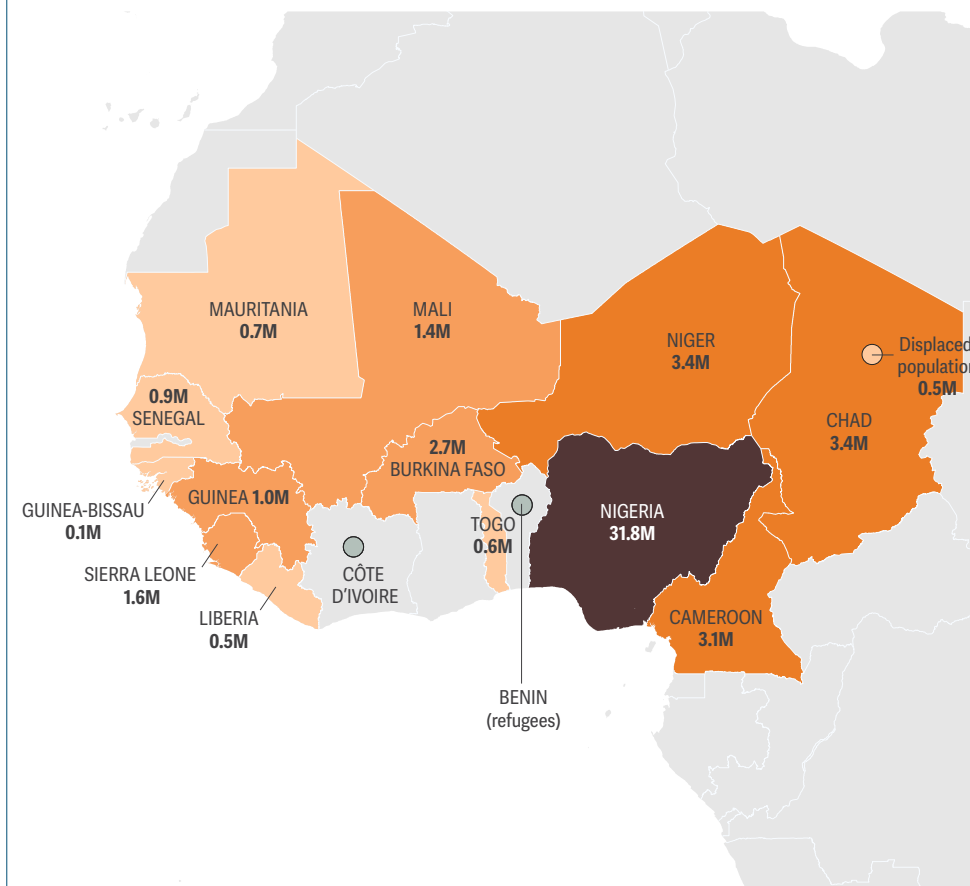 MAURITANIA
0.7M
MALI
1.4M
NIGER
3.4M
Displaced
population
0.5M
CHAD
3.4M
0.9M
SENEGAL
2.7M
BURKINA FASO
GUINEA 1.0M
GUINEA-BISSAU
0.1M
NIGERIA
31.8M
TOGO
0.6M
SIERRA LEONE
1.6M
CÔTE
D'IVOIRE
LIBERIA
0.5M
CAMEROON
3.1M
BENIN
(refugees)